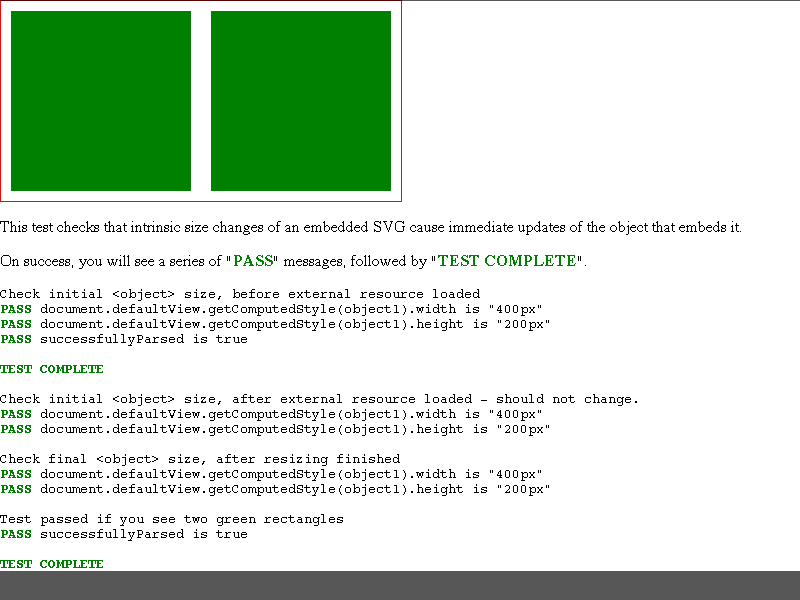 This test checks that intrinsic size changes of an embedded SVG cause immediate updates of the object that embeds it.
On success, you will see a series of "PASS" messages, followed by "TEST COMPLETE".
Check initial <object> size, before external resource loaded
PASS document.defaultView.getComputedStyle(object1).width is "400px"
PASS document.defaultView.getComputedStyle(object1).height is "200px"
PASS successfullyParsed is true
TEST COMPLETE
Check initial <object> size, after external resource loaded - should not change.
PASS document.defaultView.getComputedStyle(object1).width is "400px"
PASS document.defaultView.getComputedStyle(object1).height is "200px"
Check final <object> size, after resizing finished
PASS document.defaultView.getComputedStyle(object1).width is "400px"
PASS document.defaultView.getComputedStyle(object1).height is "200px"
Test passed if you see two green rectangles
PASS successfullyParsed is true
TEST COMPLETE